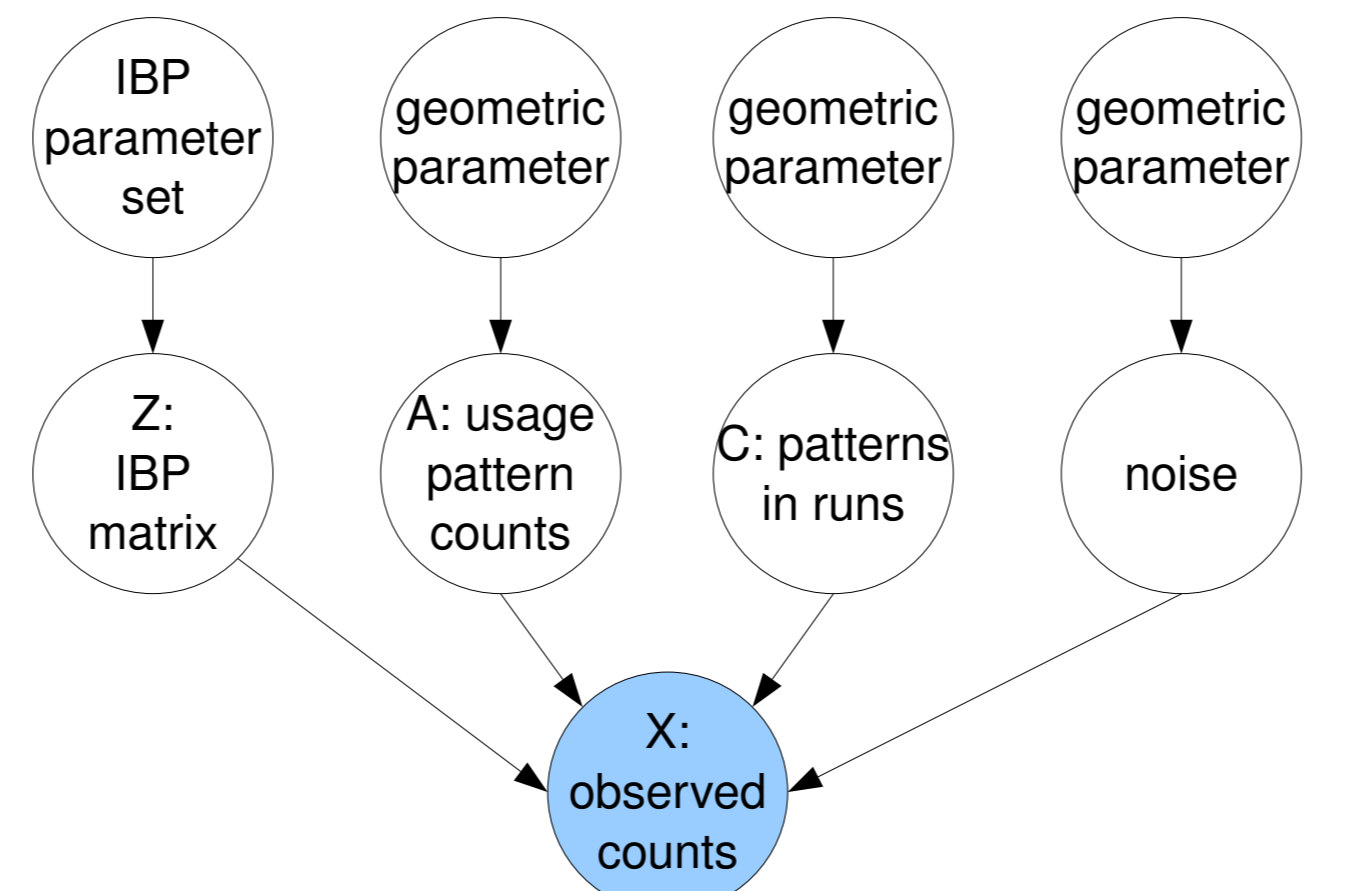 IBP
parameter
set
geometric
parameter
geometric
parameter
geometric
parameter
Z:
IBP
matrix
A: usage
pattern
counts
C: patterns
in runs
noise
X:
observed
counts